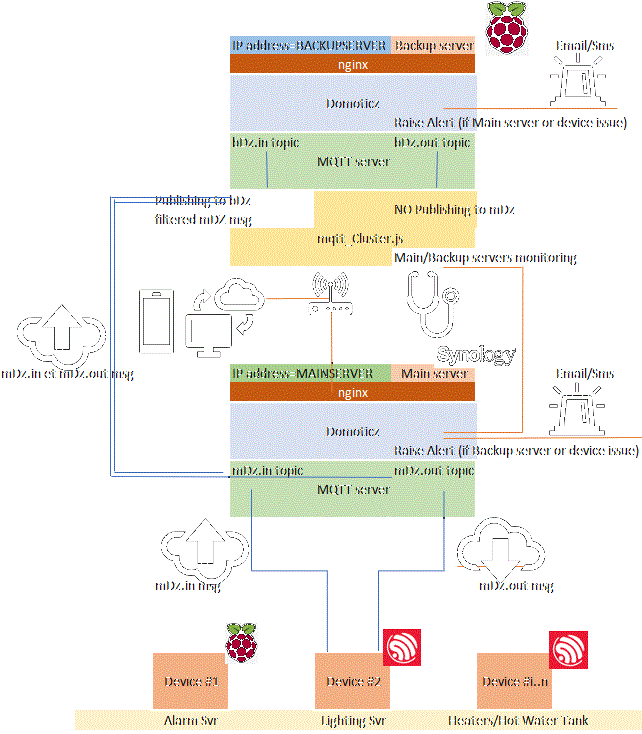 IP address=BACKUPSERVER Backup server
Email/Sms
nginx
Domoticz
Raise Alert (if Main server or device issue)
bDz.in topic bDz.out topic
MQTT server
Publishing to bDz
filtered mDZ msg
NO Publishing to mDz
mqtt_Cluster.js
Main/Backup servers monitoring
Synology
mDz.in et mDz.out msg
IP address=MAINSERVER Main server
Email/Sms
nginx
Domoticz
Raise Alert (if Backup server or device issue)
mDz.in topic mDz.out topic
MQTT server
mDz.in msg mDz.out msg
Device #1 Device #2 Device #i..n
Alarm Svr Lighting Svr Heaters/Hot Water Tank